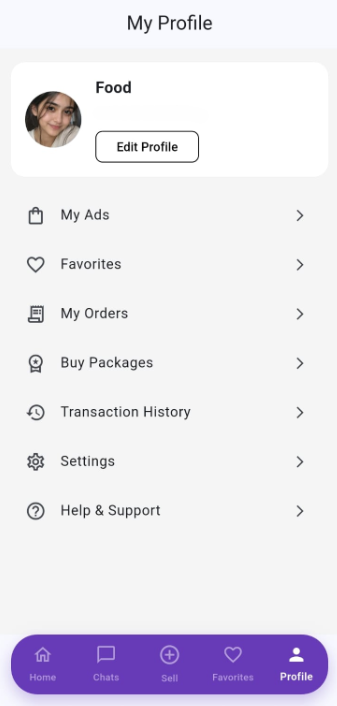 My Profile
Food
Edit Profile
My Ads
Favorites
My Orders
Buy Packages
Transaction History
Settings
Help & Support
Home
Chats
Sell
Favorites
Profile